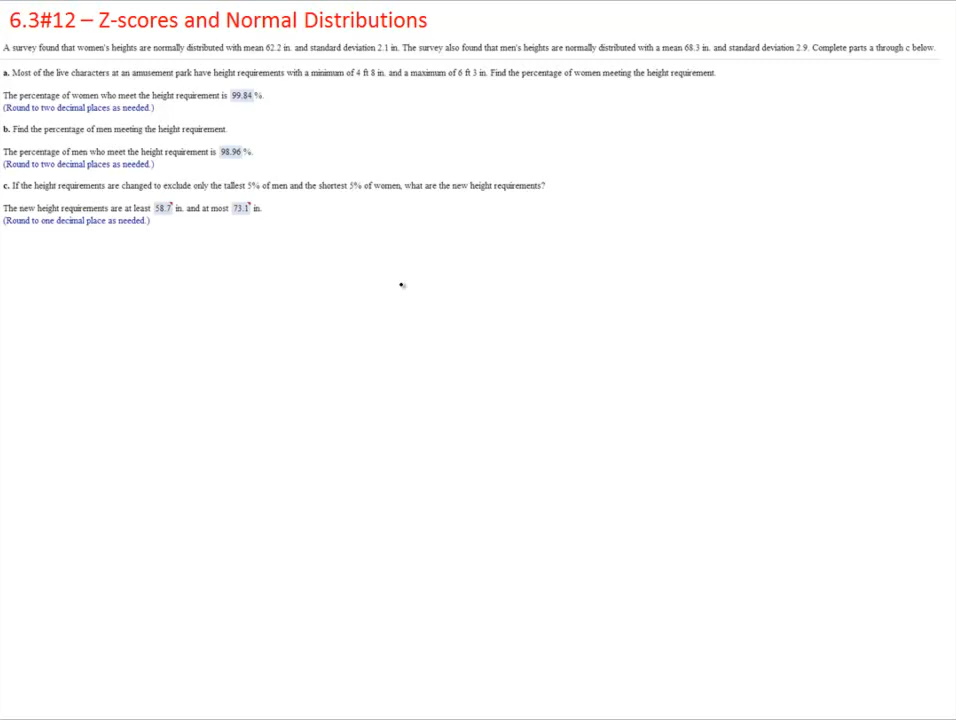 6.3#12 – Z-scores and Normal Distributions
A survey found that women's heights are normally distributed with mean 62.2 in. and standard deviation 2.1 in. The survey also found that men's heights are normally distributed with a mean 68.3 in. and standard deviation 2.9. Complete parts a through c below.
a. Most of the live characters at an amusement park have height requirements with a minimum of 4 ft 8 in. and a maximum of 6 ft 3 in. Find the percentage of women meeting the height requirement.
The percentage of women who meet the height requirement is 99.84 %.
(Round to two decimal places as needed.)
b. Find the percentage of men meeting the height requirement.
The percentage of men who meet the height requirement is 98.96 %.
(Round to two decimal places as needed.)
c. If the height requirements are changed to exclude only the tallest 5% of men and the shortest 5% of women, what are the new height requirements?
The new height requirements are at least 58.7 in. and at most 73.1 in.
(Round to one decimal place as needed.)